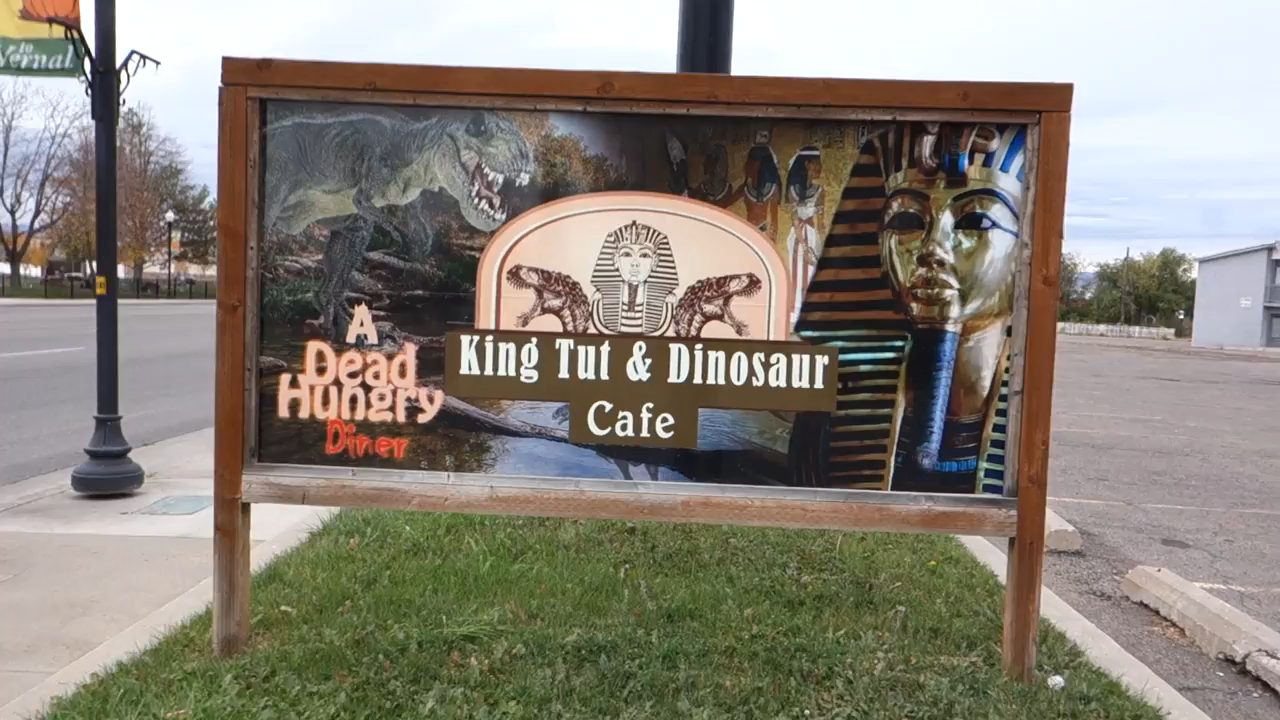 to
Vernal
A
Dead
Hungry
Diner
King Tut & Dinosaur
Cafe